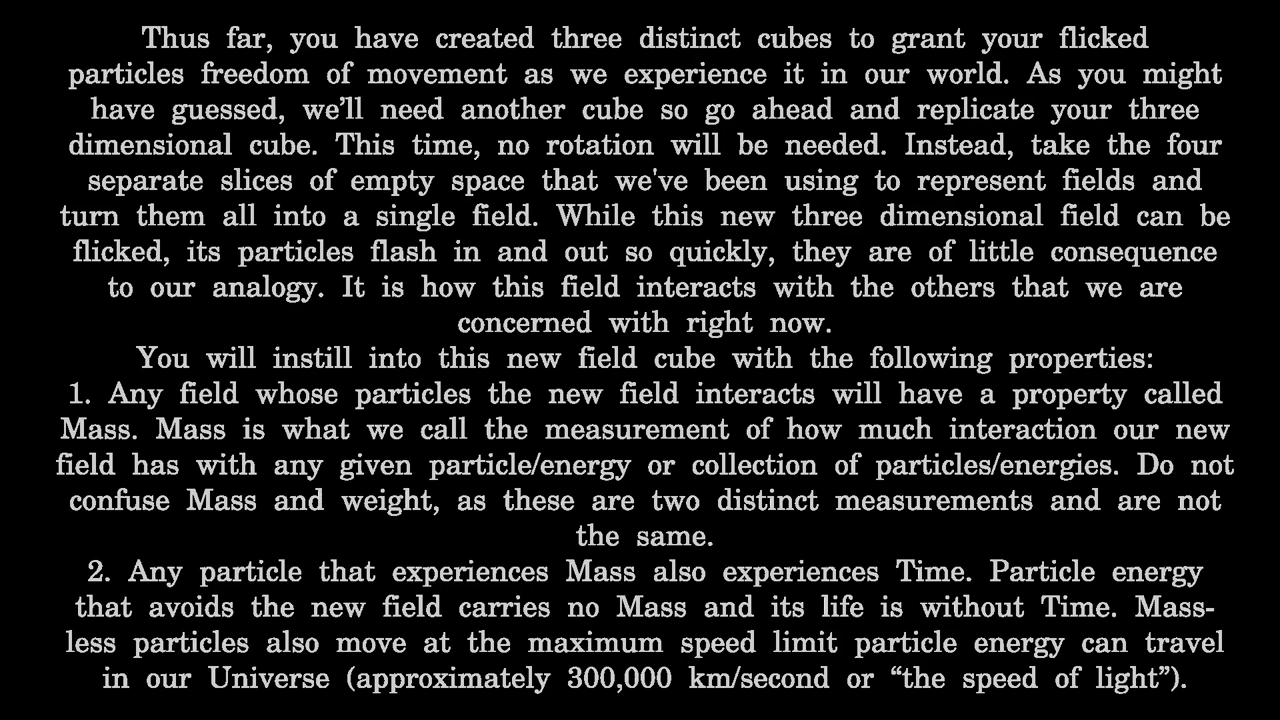 Thus far, you have created three distinct cubes to grant your flicked
particles freedom of movement as we experience it in our world. As you might
have guessed, we’ll need another cube so go ahead and replicate your three
dimensional cube. This time, no rotation will be needed. Instead, take the four
separate slices of empty space that we've been using to represent fields and
turn them all into a single field. While this new three dimensional field can be
flicked, its particles flash in and out so quickly, they are of little consequence
to our analogy. It is how this field interacts with the others that we are
concerned with right now.
You will instill into this new field cube with the following properties:
1. Any field whose particles the new field interacts will have a property called
Mass. Mass is what we call the measurement of how much interaction our new
field has with any given particle/energy or collection of particles/energies. Do not
confuse Mass and weight, as these are two distinct measurements and are not
the same.
2. Any particle that experiences Mass also experiences Time. Particle energy
that avoids the new field carries no Mass and its life is without Time. Mass-
less particles also move at the maximum speed limit particle energy can travel
in our Universe (approximately 300,000 km/second or “the speed of light”).